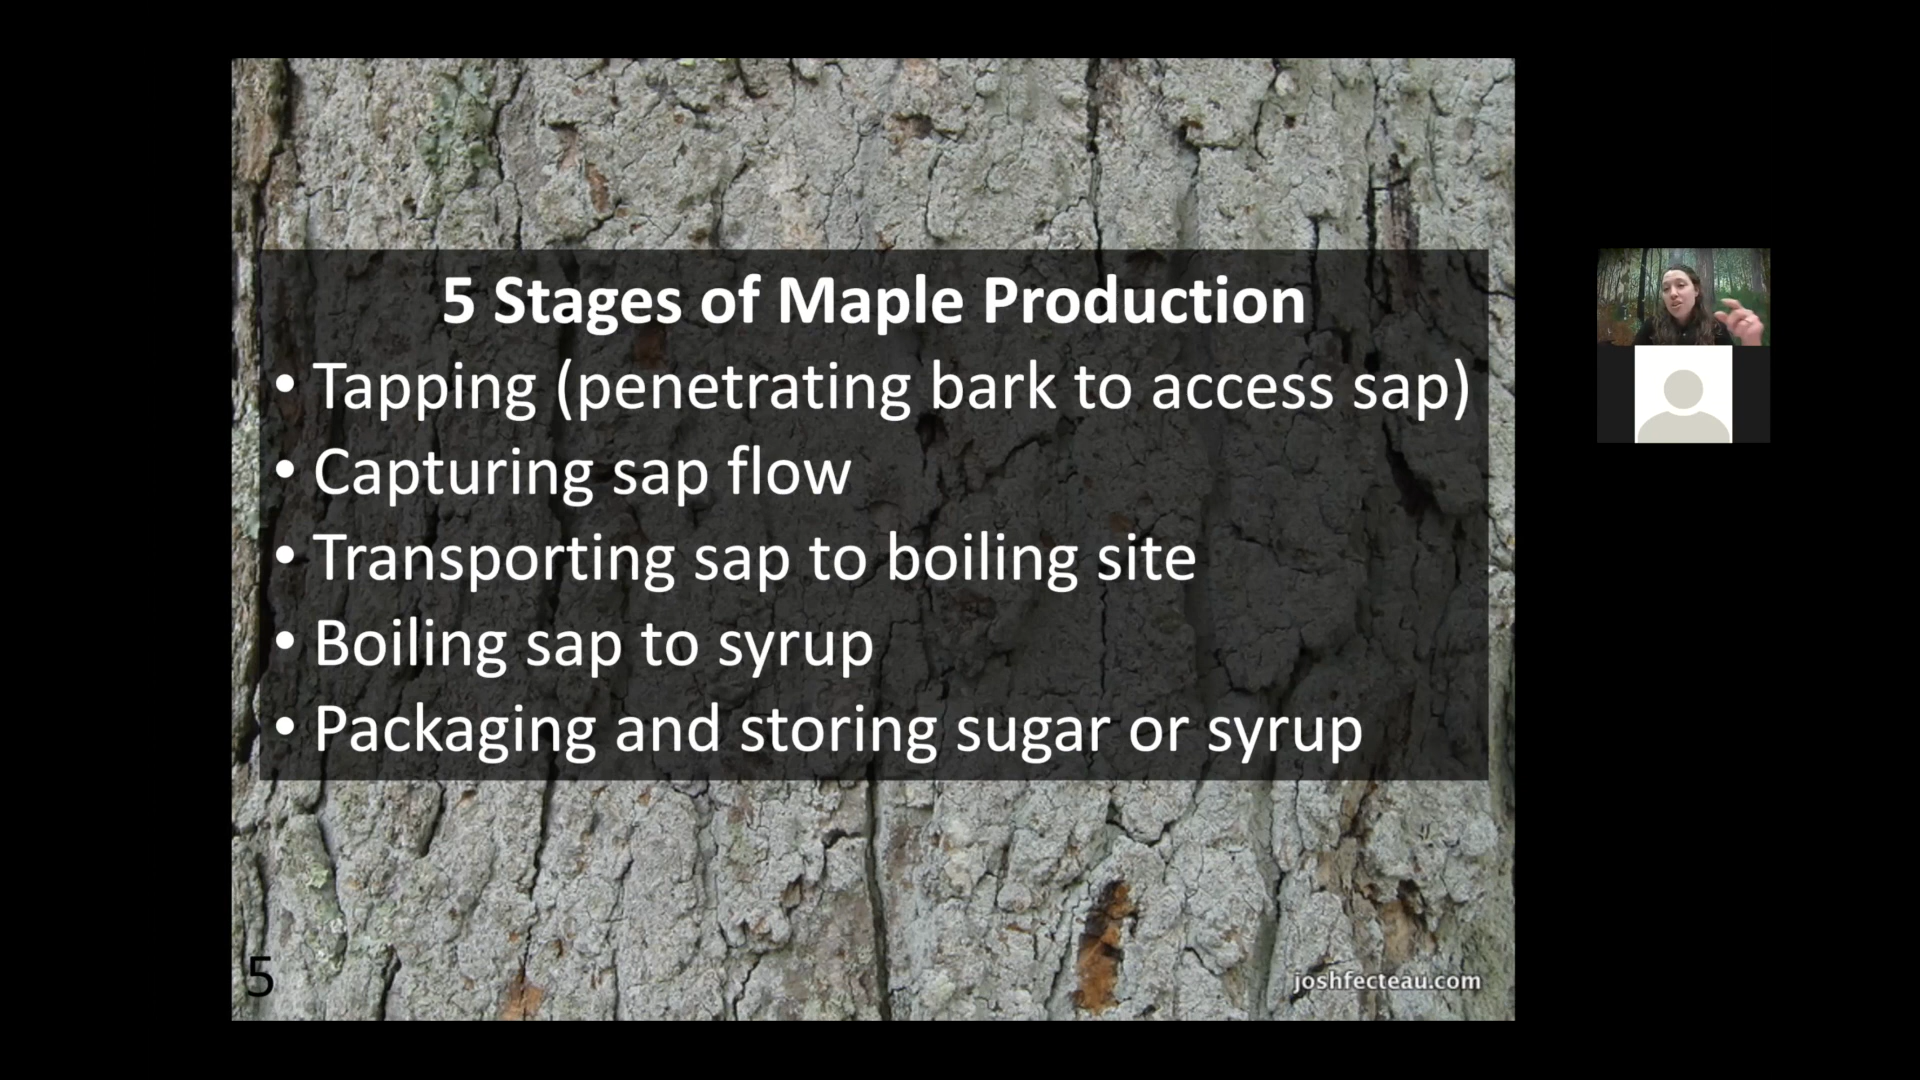 5 Stages of Maple Production
• Tapping (penetrating bark to access sap)
• Capturing sap flow
• Transporting sap to boiling site
• Boiling sap to syrup
• Packaging and storing sugar or syrup
5
joshfecteau.com